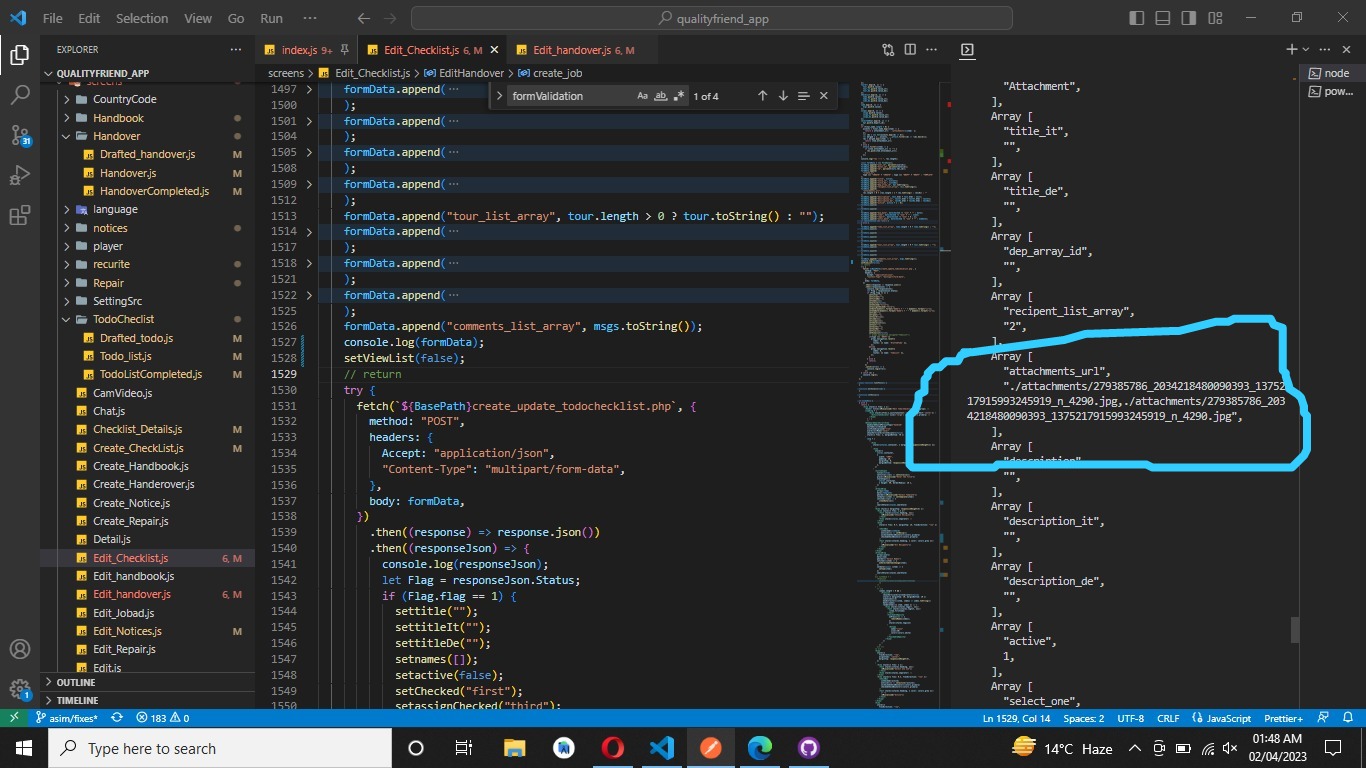 File Edit Selection View Go Run ···
qualityfriend_app
EXPLORER
QUALITYFRIEND_APP
screens
CountryCode
Handbook
Handover
Drafted_handover.js M
Handover.js M
HandoverCompleted.js M
language
notices
player
recurite
Repair
SettingSrc
TodoCheclist
Drafted_todo.js M
Todo_list.js M
TodoListCompleted.js M
CamVideo.js
Chat.js
Checklist_Details.js M
Create_CheckList.js M
Create_Handbook.js
Create_Handerover.js
Create_Notice.js
Create_Repair.js
Detail.js
Edit_Checklist.js 6, M
Edit_handbook.js
Edit_handover.js 6, M
Edit_Jobad.js
Edit_Notices.js M
Edit_Repair.js
Edit.js
OUTLINE
TIMELINE
31
1
index.js 9+
Edit_Checklist.js 6, M
Edit_handover.js 6, M
screens > Edit_Checklist.js > EditHandover > create_job
formValidation Aa ab 1 of 4
1497 formData.append( ···
1500 );
1501 formData.append( ···
1504 );
1505 formData.append( ···
1508 );
1509 formData.append( ···
1512 );
1513 formData.append("tour_list_array", tour.length > 0 ? tour.toString() : "");
1514 formData.append( ···
1517 );
1518 formData.append( ···
1521 );
1522 formData.append( ···
1525 );
1526 formData.append("comments_list_array", msgs.toString());
1527 console.log(formData);
1528 setViewList(false);
1529 // return
1530 try {
1531 fetch(`${BasePath}create_update_todochecklist.php`, {
1532 method: "POST",
1533 headers: {
1534 Accept: "application/json",
1535 "Content-Type": "multipart/form-data",
1536 },
1537 body: formData,
1538 })
1539 .then((response) => response.json())
1540 .then((responseJson) => {
1541 console.log(responseJson);
1542 let Flag = responseJson.Status;
1543 if (Flag.flag == 1) {
1544 settitle("");
1545 settitleIt("");
1546 settitleDe("");
1547 setnames([]);
1548 setactive(false);
1549 setChecked("first");
1550 setassignChecked("third");
node
pow...
"Attachment",
],
Array [
"title_it",
"",
],
Array [
"title_de",
"",
],
Array [
"dep_array_id",
"",
],
Array [
"recipent_list_array",
"2",
],
Array [
"attachments_url",
"./attachments/279385786_2034218480090393_13752
17915993245919_n_4290.jpg,./attachments/279385786_203
4218480090393_1375217915993245919_n_4290.jpg",
],
Array [
"description",
"",
],
Array [
"description_it",
"",
],
Array [
"description_de",
"",
],
Array [
"active",
1,
],
Array [
"select_one",
asim/fixes* 183 0
Ln 1529, Col 14 Spaces: 2 UTF-8 CRLF JavaScript Prettier+
Type here to search
14°C Haze
01:48 AM
02/04/2023